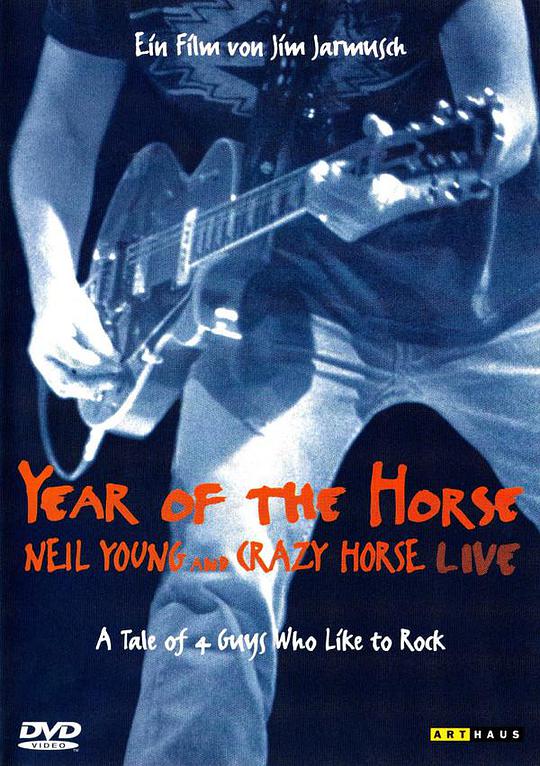 Ein Film von Jim Jarmusch
YEAR OF THE HORSE
NEIL YOUNG AND CRAZY HORSE LIVE
A Tale of 4 Guys Who Like to Rock
DVD
VIDEO
ARTHAUS